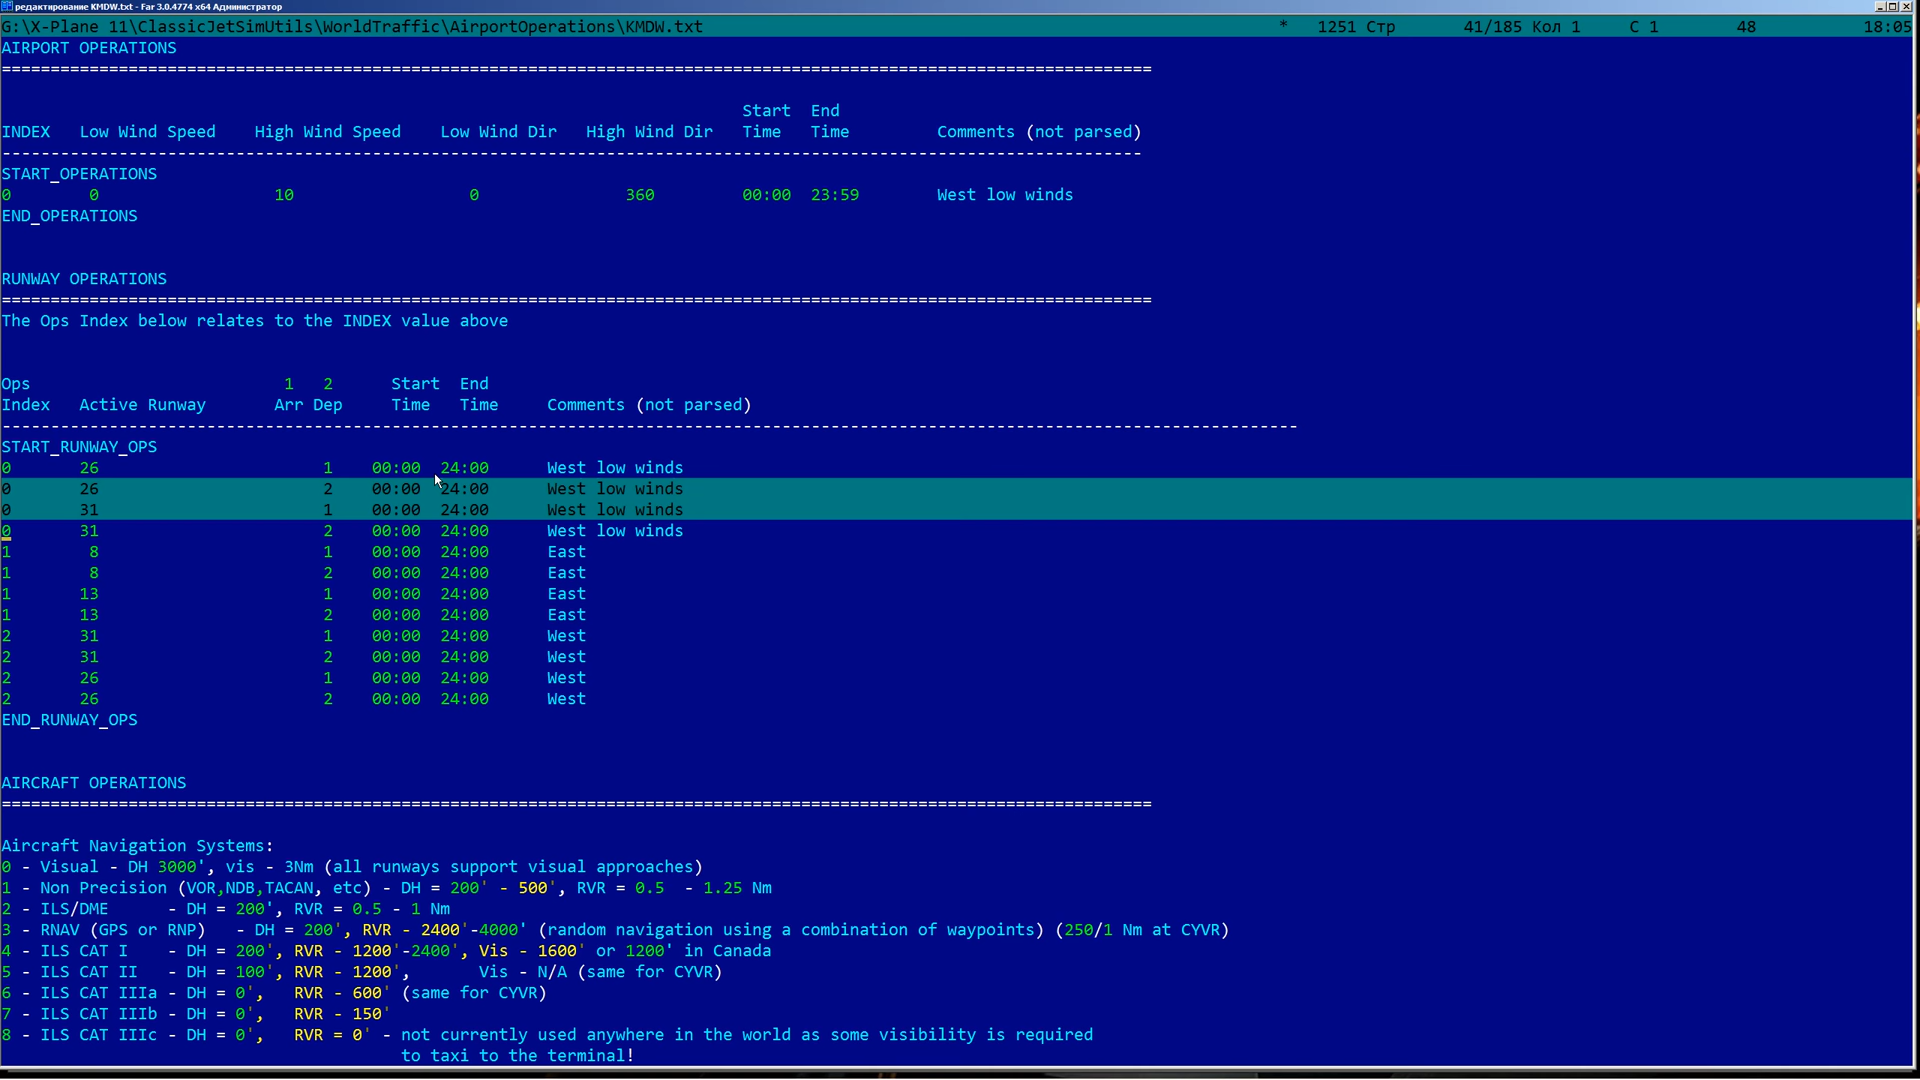 редактирование KMDW.txt - Far 3.0.4774 x64 Администратор
G:\X-Plane 11\ClassicJetSimUtils\WorldTraffic\AirportOperations\KMDW.txt * 1251 Стр 41/185 Кол 1 С 1 48 18:05
AIRPORT OPERATIONS
======================================================================================================================
Start End
INDEX Low Wind Speed High Wind Speed Low Wind Dir High Wind Dir Time Time Comments (not parsed)
---------------------------------------------------------------------------------------------------------------------
START_OPERATIONS
0 0 10 0 360 00:00 23:59 West low winds
END_OPERATIONS
RUNWAY OPERATIONS
======================================================================================================================
The Ops Index below relates to the INDEX value above
Ops 1 2 Start End
Index Active Runway Arr Dep Time Time Comments (not parsed)
-------------------------------------------------------------------------------------------------------------------------------------
START_RUNWAY_OPS
0 26 1 00:00 24:00 West low winds
0 26 2 00:00 24:00 West low winds
0 31 1 00:00 24:00 West low winds
0 31 2 00:00 24:00 West low winds
1 8 1 00:00 24:00 East
1 8 2 00:00 24:00 East
1 13 1 00:00 24:00 East
1 13 2 00:00 24:00 East
2 31 1 00:00 24:00 West
2 31 2 00:00 24:00 West
2 26 1 00:00 24:00 West
2 26 2 00:00 24:00 West
END_RUNWAY_OPS
AIRCRAFT OPERATIONS
======================================================================================================================
Aircraft Navigation Systems:
0 - Visual - DH 3000', vis - 3Nm (all runways support visual approaches)
1 - Non Precision (VOR,NDB,TACAN, etc) - DH = 200' - 500', RVR = 0.5 - 1.25 Nm
2 - ILS/DME - DH = 200', RVR = 0.5 - 1 Nm
3 - RNAV (GPS or RNP) - DH = 200', RVR - 2400'-4000' (random navigation using a combination of waypoints) (250/1 Nm at CYVR)
4 - ILS CAT I - DH = 200', RVR - 1200'-2400', Vis - 1600' or 1200' in Canada
5 - ILS CAT II - DH = 100', RVR - 1200', Vis - N/A (same for CYVR)
6 - ILS CAT IIIa - DH = 0', RVR - 600' (same for CYVR)
7 - ILS CAT IIIb - DH = 0', RVR - 150'
8 - ILS CAT IIIc - DH = 0', RVR = 0' - not currently used anywhere in the world as some visibility is required
to taxi to the terminal!